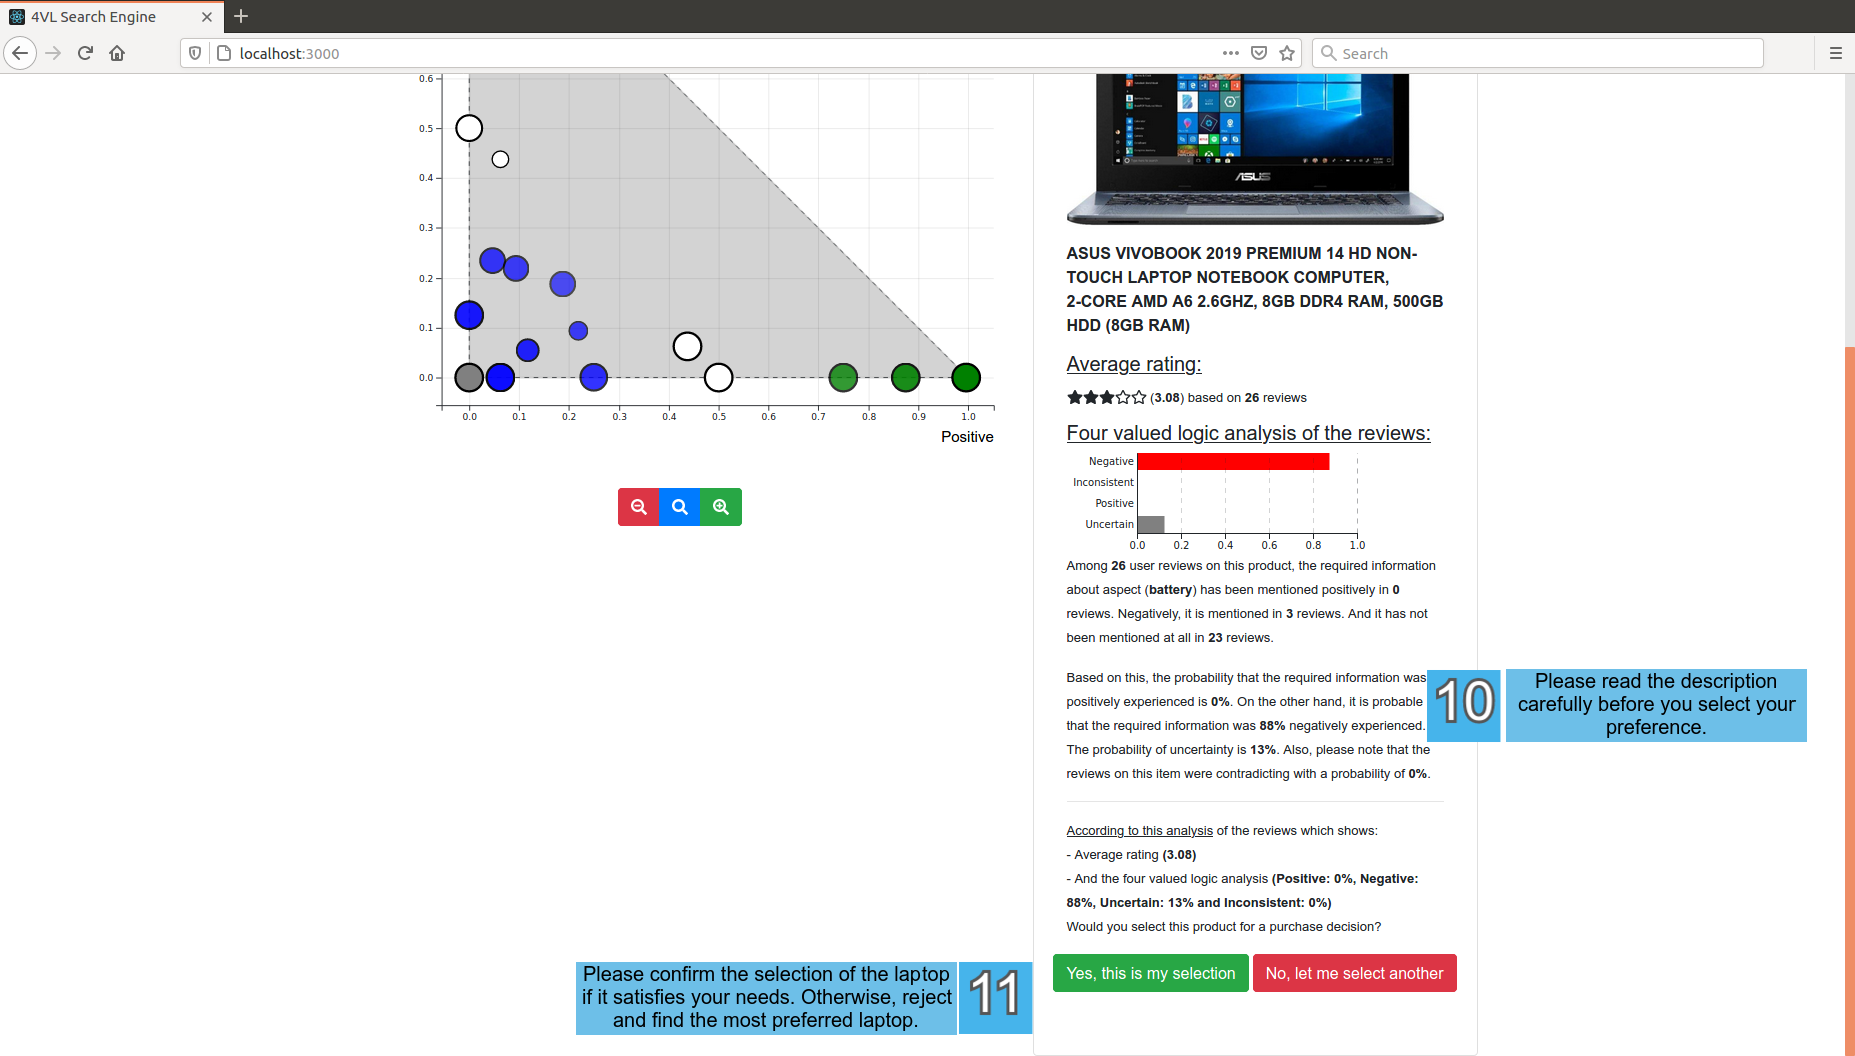 4VL Search Engine
localhost:3000
Search
0.6
0.5
0.4
0.3
0.2
0.1
0.0
0.0 0.1 0.2 0.3 0.4 0.5 0.6 0.7 0.8 0.9 1.0
Positive
ASUS
ASUS VIVOBOOK 2019 PREMIUM 14 HD NON-
TOUCH LAPTOP NOTEBOOK COMPUTER,
2-CORE AMD A6 2.6GHZ, 8GB DDR4 RAM, 500GB
HDD (8GB RAM)
Average rating:
(3.08) based on 26 reviews
Four valued logic analysis of the reviews:
Negative
Inconsistent
Positive
Uncertain
0.0 0.2 0.4 0.6 0.8 1.0
Among 26 user reviews on this product, the required information
about aspect (battery) has been mentioned positively in 0
reviews. Negatively, it is mentioned in 3 reviews. And it has not
been mentioned at all in 23 reviews.
Based on this, the probability that the required information was
positively experienced is 0%. On the other hand, it is probable
that the required information was 88% negatively experienced.
The probability of uncertainty is 13%. Also, please note that the
reviews on this item were contradicting with a probability of 0%.
10
Please read the description
carefully before you select your
preference.
According to this analysis of the reviews which shows:
- Average rating (3.08)
- And the four valued logic analysis (Positive: 0%, Negative:
88%, Uncertain: 13% and Inconsistent: 0%)
Would you select this product for a purchase decision?
Yes, this is my selection
No, let me select another
Please confirm the selection of the laptop
if it satisfies your needs. Otherwise, reject
and find the most preferred laptop.
11